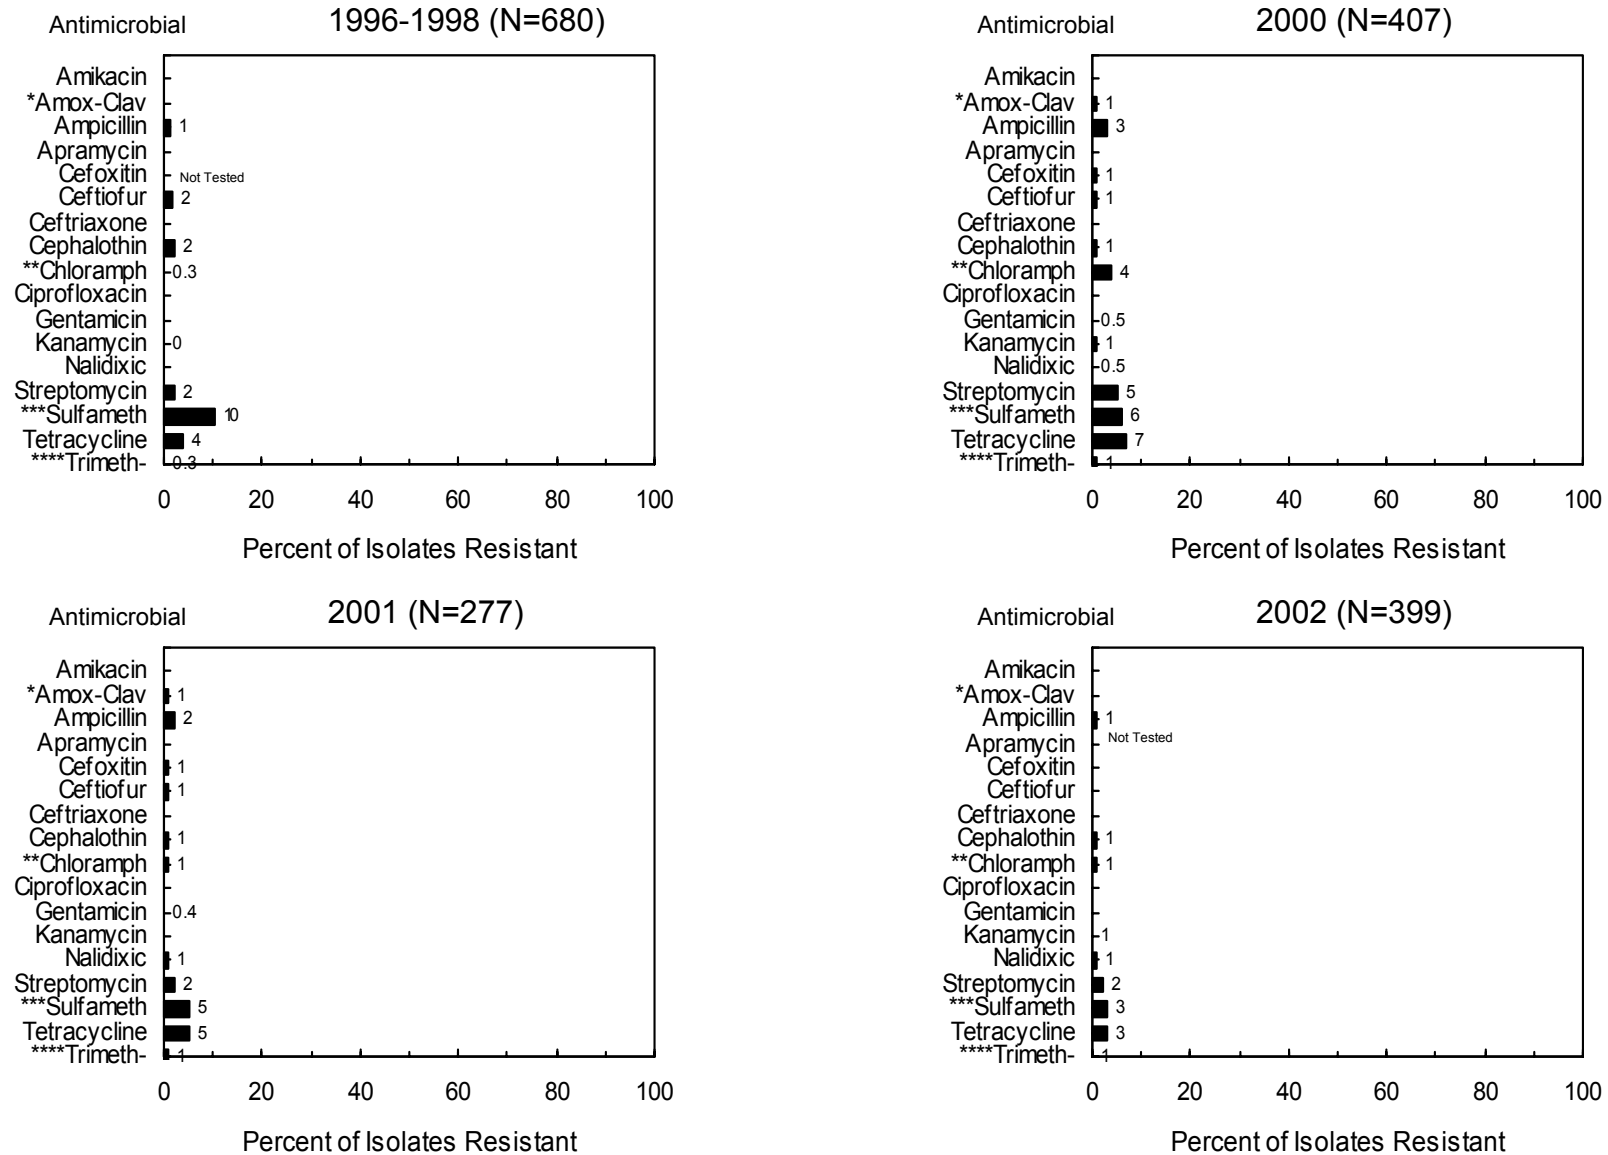 Antimicrobial 1996-1998 (N=680)
Amikacin
*Amox-Clav
Ampicillin 1
Apramycin
Cefoxitin Not Tested
Ceftiofur 2
Ceftriaxone
Cephalothin 2
**Chloramph 0.3
Ciprofloxacin
Gentamicin
Kanamycin 0
Nalidixic
Streptomycin 2
***Sulfameth 10
Tetracycline 4
****Trimeth- 0.3
0 20 40 60 80 100
Percent of Isolates Resistant
Antimicrobial 2000 (N=407)
Amikacin
*Amox-Clav 1
Ampicillin 3
Apramycin
Cefoxitin 1
Ceftiofur 1
Ceftriaxone
Cephalothin 1
**Chloramph 4
Ciprofloxacin
Gentamicin 0.5
Kanamycin 1
Nalidixic 0.5
Streptomycin 5
***Sulfameth 6
Tetracycline 7
****Trimeth- 1
0 20 40 60 80 100
Percent of Isolates Resistant
Antimicrobial 2001 (N=277)
Amikacin
*Amox-Clav 1
Ampicillin 2
Apramycin
Cefoxitin 1
Ceftiofur 1
Ceftriaxone
Cephalothin 1
**Chloramph 1
Ciprofloxacin
Gentamicin 0.4
Kanamycin
Nalidixic 1
Streptomycin 2
***Sulfameth 5
Tetracycline 5
****Trimeth- 1
0 20 40 60 80 100
Percent of Isolates Resistant
Antimicrobial 2002 (N=399)
Amikacin
*Amox-Clav
Ampicillin 1
Apramycin Not Tested
Cefoxitin
Ceftiofur
Ceftriaxone
Cephalothin 1
**Chloramph 1
Ciprofloxacin
Gentamicin
Kanamycin 1
Nalidixic 1
Streptomycin 2
***Sulfameth 3
Tetracycline 3
****Trimeth- 1
0 20 40 60 80 100
Percent of Isolates Resistant